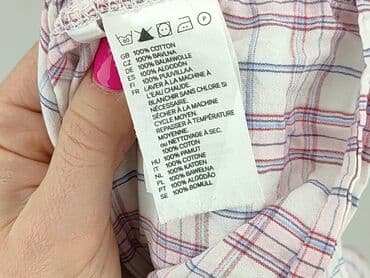 GB 100% COTTON
CZ 100% BAVLNA
DE 100% BAUMWOLLE
ES 100% ALGODÓN
FI 100% PUUVILLAA
FR LAVER À LA MACHINE À
L'EAU CHAUDE.
BLANCHIR SANS CHLORE SI
NÉCESSAIRE.
SÉCHER À LA MACHINE
CYCLE MOYEN.
REPASSER À TEMPÉRATURE
MOYENNE.
ou NETTOYAGE À SEC.
100% COTON
HU 100% PAMUT
IT 100% COTONE
NL 100% KATOEN
PL 100% BAWEŁNA
PT 100% ALGODÃO
SE 100% BOMULL